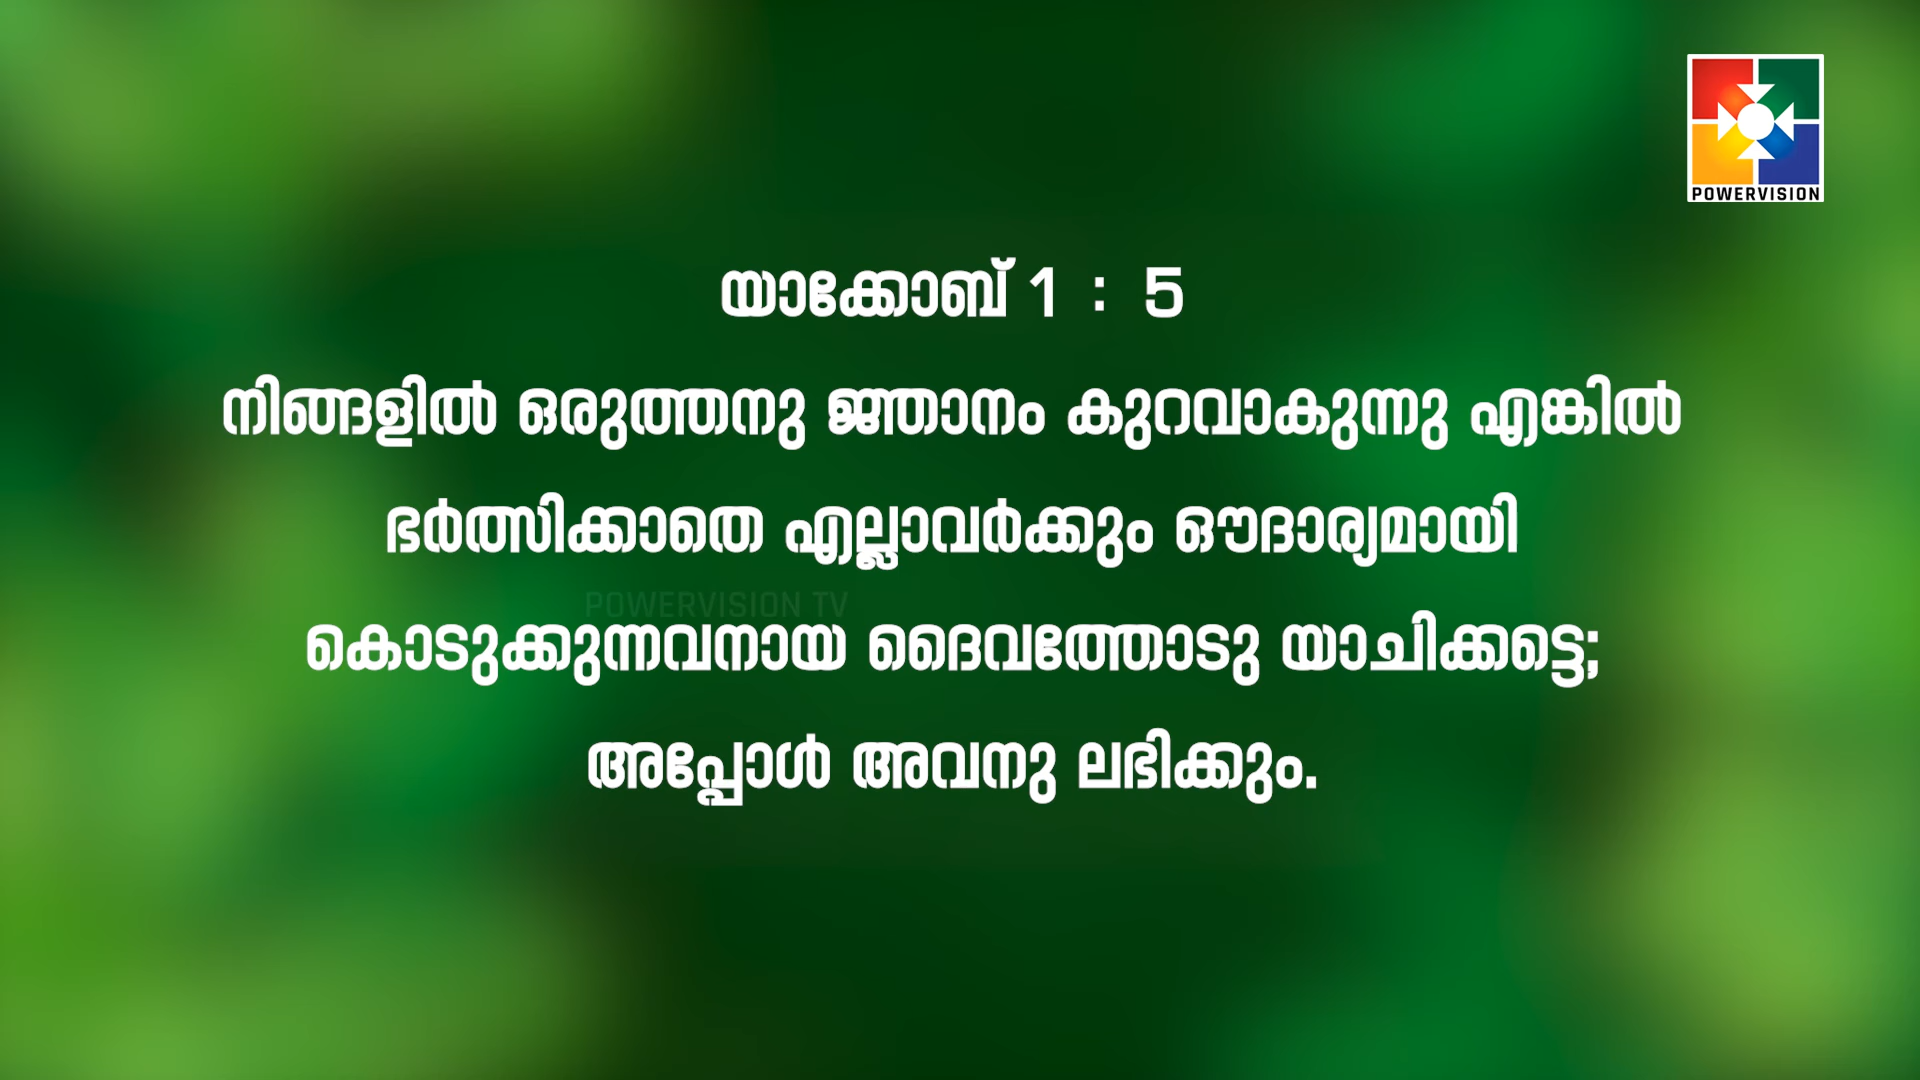 POWERVISION
യാക്കോബ് 1 : 5
നിങ്ങളിൽ ഒരുത്തനു ജ്ഞാനം കുറവാകുന്നു എങ്കിൽ
ഭർത്സിക്കാതെ എല്ലാവർക്കും ഔദാര്യമായി
POWERVISION TV
കൊടുക്കുന്നവനായ ദൈവത്തോടു യാചിക്കട്ടെ;
അപ്പോൾ അവനു ലഭിക്കും.